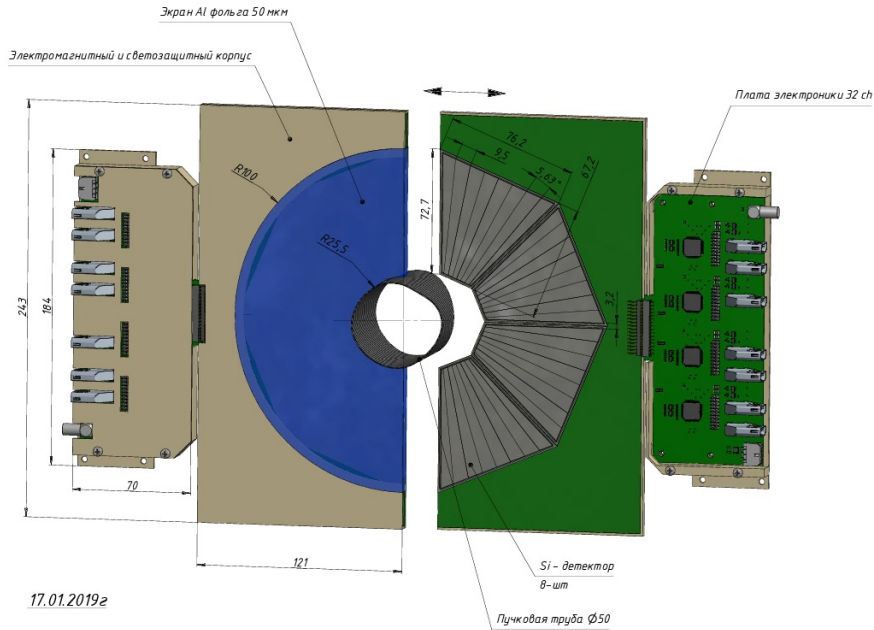 Экран Al фольга 50 мкм
Электромагнитный и светозащитный корпус
Плата электроники 32 ch
76,2
9,5
5,63°
67,2
R100
72,7
R25,5
3,2
243
184
70
121
Si - детектор
8-шт
17.01.2019г
Пучковая труба Ø50